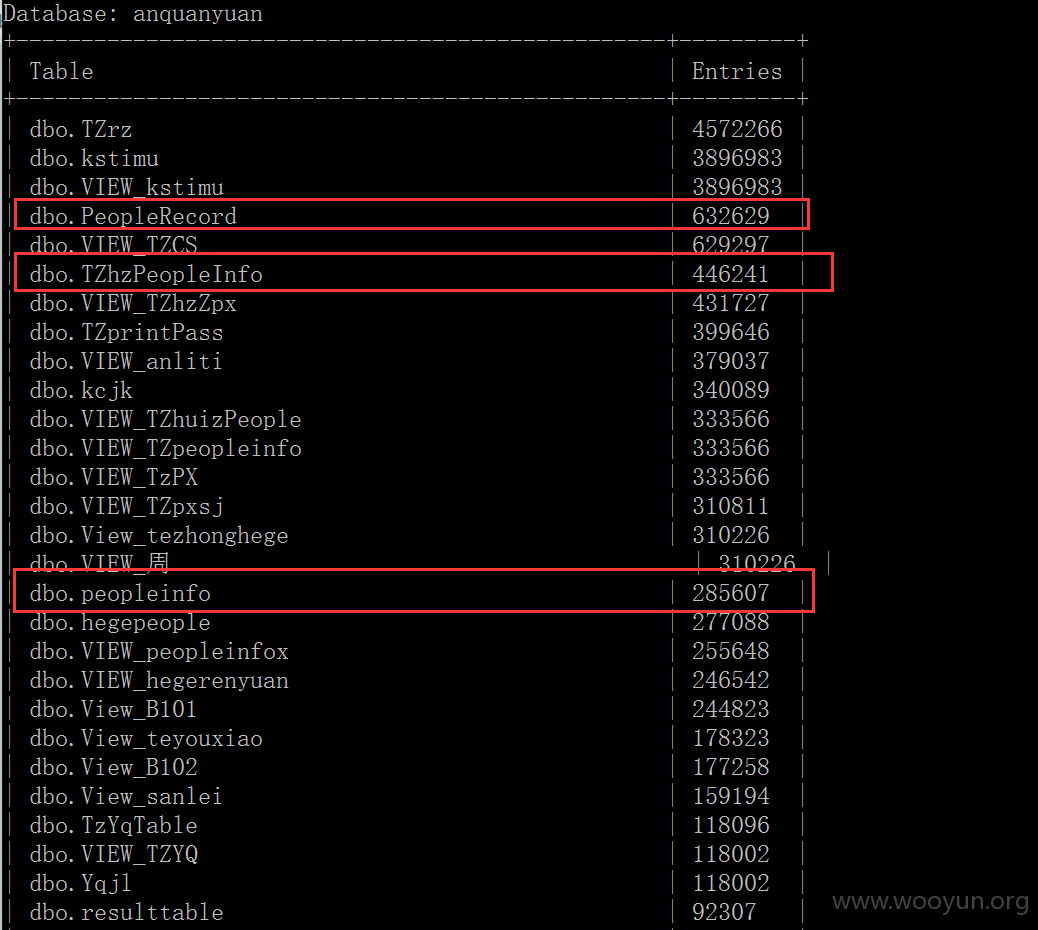 Database: anquanyuan
Table Entries
dbo.TZrz 4572266
dbo.kstimu 3896983
dbo.VIEW_kstimu 3896983
dbo.PeopleRecord 632629
dbo.VIEW_TZCS 629297
dbo.TZhzPeopleInfo 446241
dbo.VIEW_TZhzZpx 431727
dbo.TZprintPass 399646
dbo.VIEW_anliti 379037
dbo.kcjk 340089
dbo.VIEW_TZhuizPeople 333566
dbo.VIEW_TZpeopleinfo 333566
dbo.VIEW_TzPX 333566
dbo.VIEW_TZpxsj 310811
dbo.View_tezhonghege 310226
dbo.VIEW_周 310226
dbo.peopleinfo 285607
dbo.hegepeople 277088
dbo.VIEW_peopleinfox 255648
dbo.VIEW_hegerenyuan 246542
dbo.View_B101 244823
dbo.View_teyouxiao 178323
dbo.View_B102 177258
dbo.View_sanlei 159194
dbo.TzYqTable 118096
dbo.VIEW_TZYQ 118002
dbo.Yqjl 118002
dbo.resulttable 92307
www.wooyun.org